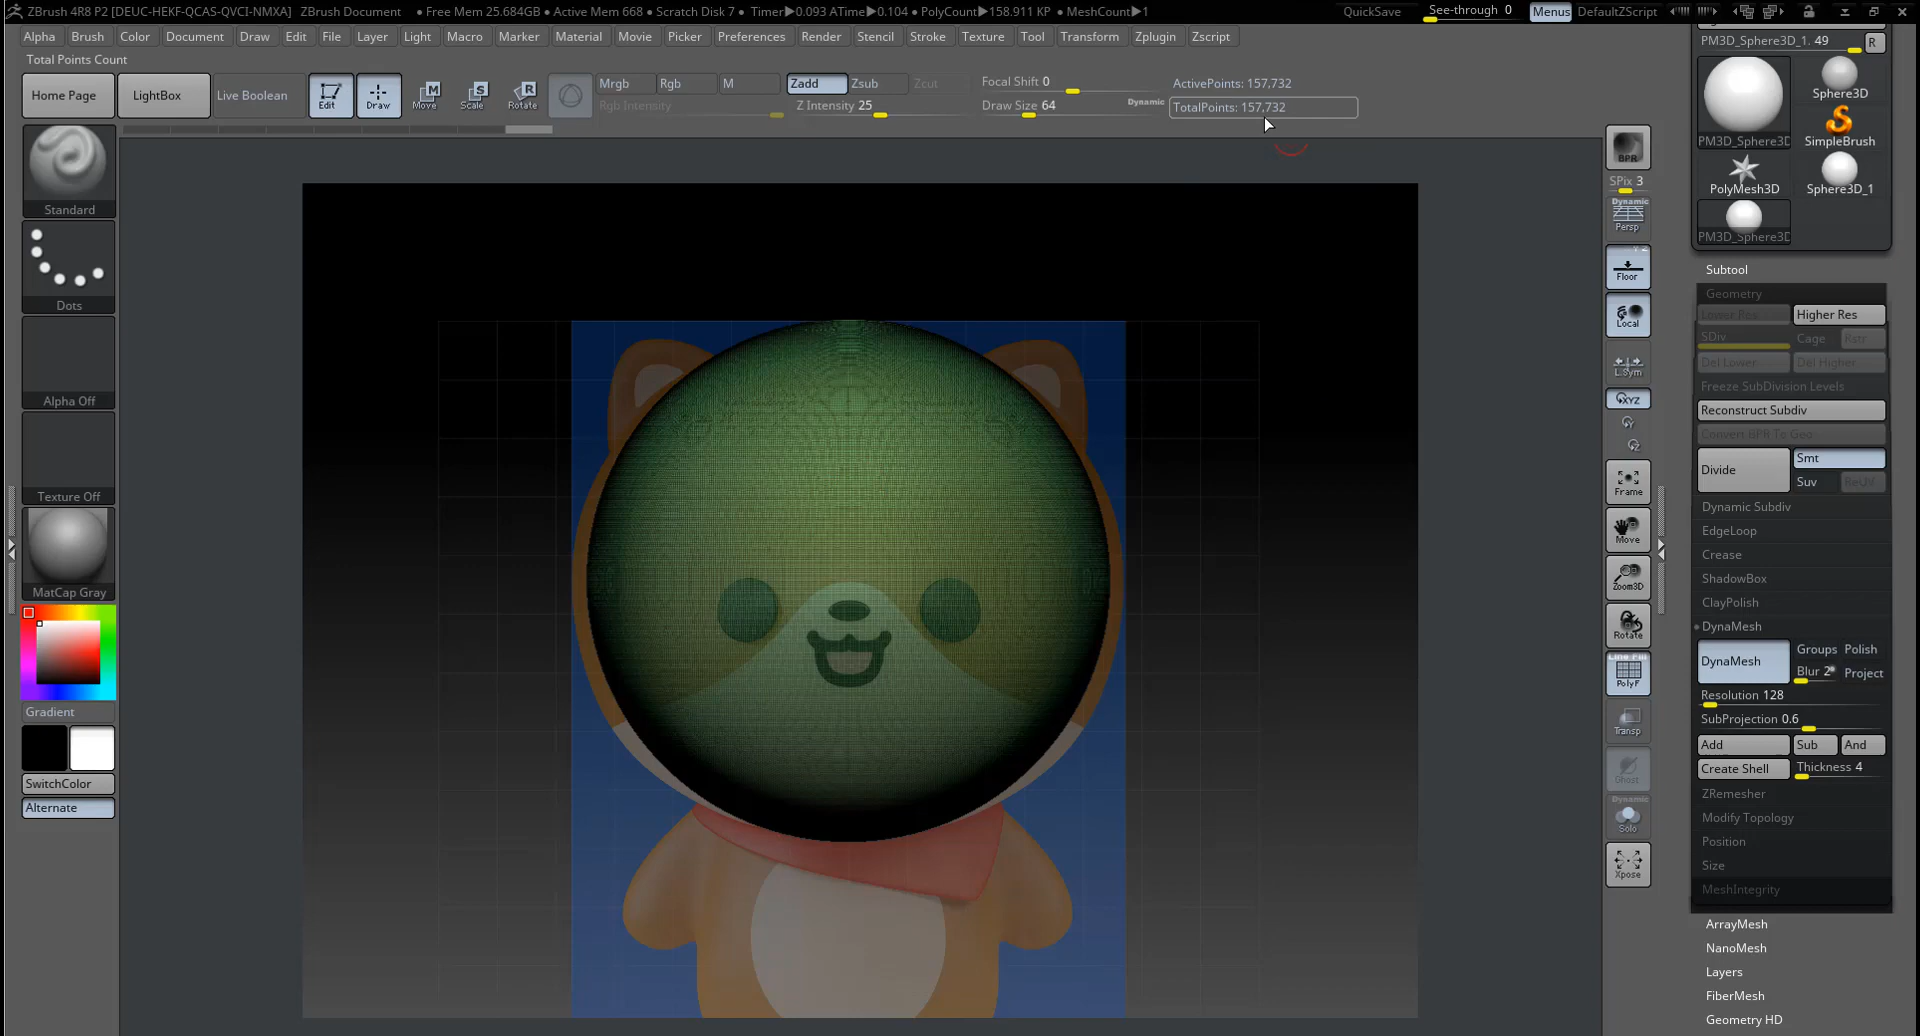 ZBrush 4R8 P2 [DEUC-HEKF-QCAS-QVCI-NMXA] ZBrush Document • Free Mem 25.684GB • Active Mem 668 • Scratch Disk 7 • Timer▶0.093 ATime▶0.104 • PolyCount▶158.911 KP • MeshCount▶1 QuickSave See-through 0 Menus DefaultZScript
Alpha Brush Color Document Draw Edit File Layer Light Macro Marker Material Movie Picker Preferences Render Stencil Stroke Texture Tool Transform Zplugin Zscript
Total Points Count
Home Page LightBox Live Boolean Edit Draw Move Scale Rotate
Mrgb Rgb M Zadd Zsub Zcut Focal Shift 0 ActivePoints: 157,732
Rgb Intensity Z Intensity 25 Draw Size 64 Dynamic TotalPoints: 157,732
Standard
Dots
Alpha Off
Texture Off
MatCap Gray
Gradient
SwitchColor
Alternate
BPR
SPix 3
Dynamic
Persp
Floor
Local
L.Sym
XYZ
Frame
Move
Zoom3D
Rotate
Line Fill
PolyF
Transp
Ghost
Dynamic
Solo
Xpose
PM3D_Sphere3D_1. 49 R
PM3D_Sphere3D Sphere3D
SimpleBrush
PolyMesh3D Sphere3D_1
PM3D_Sphere3D
Subtool
Geometry
Lower Res Higher Res
SDiv Cage Rstr
Del Lower Del Higher
Freeze SubDivision Levels
Reconstruct Subdiv
Convert BPR To Geo
Divide Smt
Suv ReUV
Dynamic Subdiv
EdgeLoop
Crease
ShadowBox
ClayPolish
DynaMesh
DynaMesh Groups Polish
Blur 2 Project
Resolution 128
SubProjection 0.6
Add Sub And
Create Shell Thickness 4
ZRemesher
Modify Topology
Position
Size
MeshIntegrity
ArrayMesh
NanoMesh
Layers
FiberMesh
Geometry HD